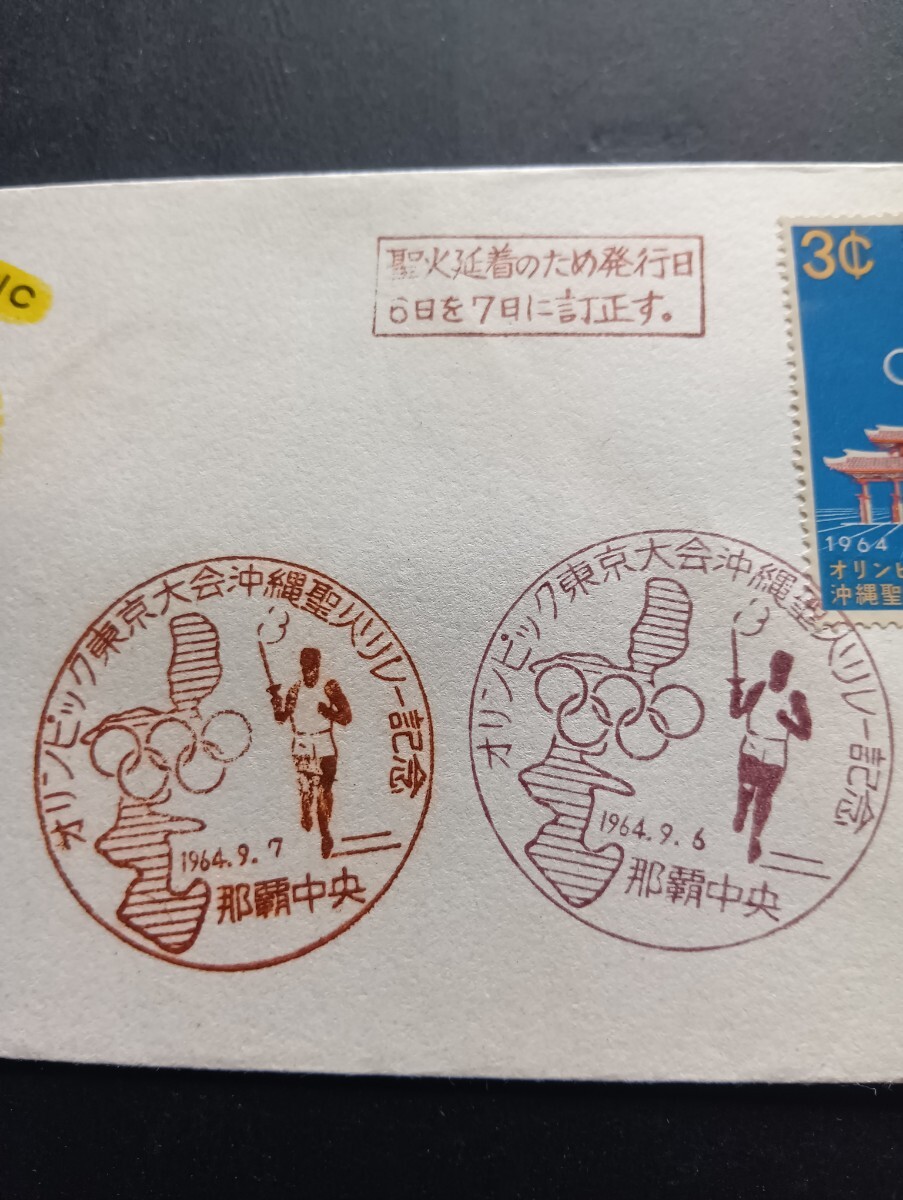 IC
聖火延着のため発行日
6日を7日に訂正す。
3¢
1964
オリンピ
沖縄聖
オリンピック東京大会沖縄聖火リレー記念
1964.9.7
那覇中央
オリンピック東京大会沖縄聖火リレー記念
1964.9.6
那覇中央